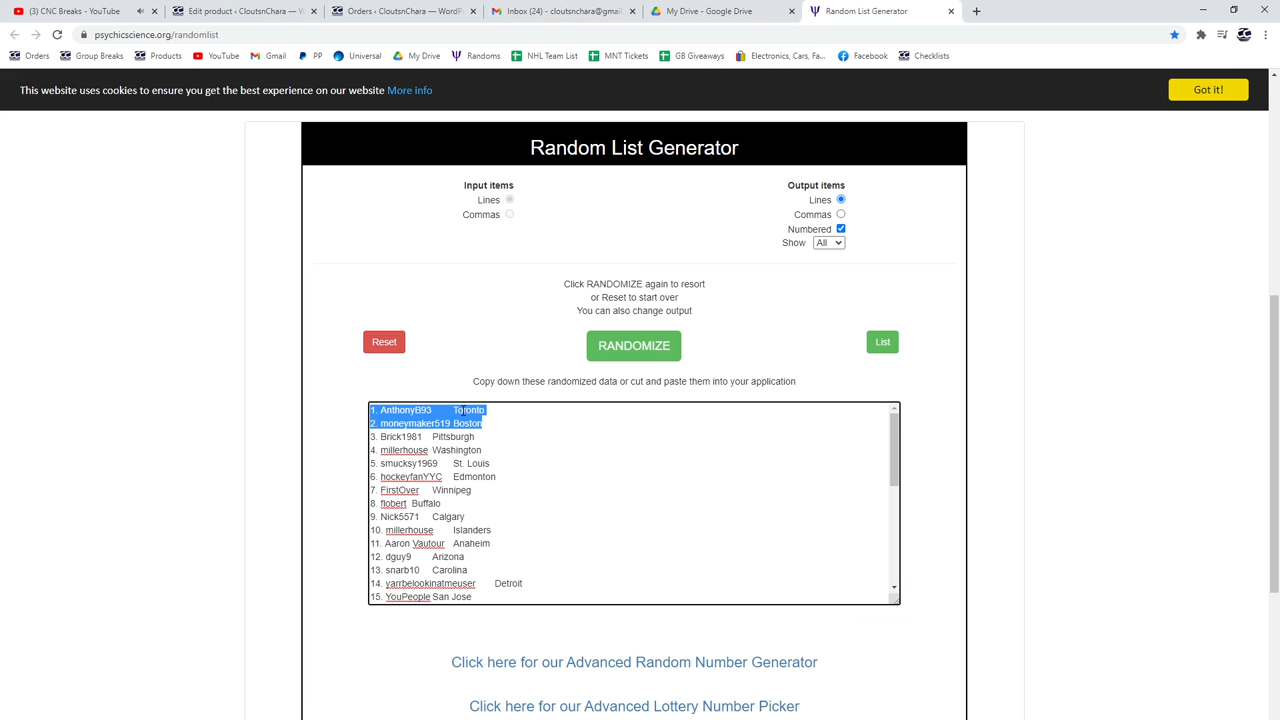 (3) CNC Breaks - YouTube
Edit product ‹ CloutsnChara — W
Orders ‹ CloutsnChara — WordP
Inbox (24) - cloutsnchara@gmail
My Drive - Google Drive
Random List Generator
psychicscience.org/randomlist
Orders Group Breaks Products YouTube Gmail PP Universal My Drive Randoms NHL Team List MNT Tickets GB Giveaways Electronics, Cars, Fa... Facebook Checklists
This website uses cookies to ensure you get the best experience on our website More info
Got it!
Random List Generator
Input items
Lines
Commas
Output items
Lines
Commas
Numbered
Show All
Click RANDOMIZE again to resort
or Reset to start over
You can also change output
Reset
RANDOMIZE
List
Copy down these randomized data or cut and paste them into your application
1. AnthonyB93 Toronto
2. moneymaker519 Boston
3. Brick1981 Pittsburgh
4. millerhouse Washington
5. smucksy1969 St. Louis
6. hockeyfanYYC Edmonton
7. FirstOver Winnipeg
8. flobert Buffalo
9. Nick5571 Calgary
10. millerhouse Islanders
11. Aaron Vautour Anaheim
12. dguy9 Arizona
13. snarb10 Carolina
14. yarrbelookinatmeuser Detroit
15. YouPeople San Jose
Click here for our Advanced Random Number Generator
Click here for our Advanced Lottery Number Picker